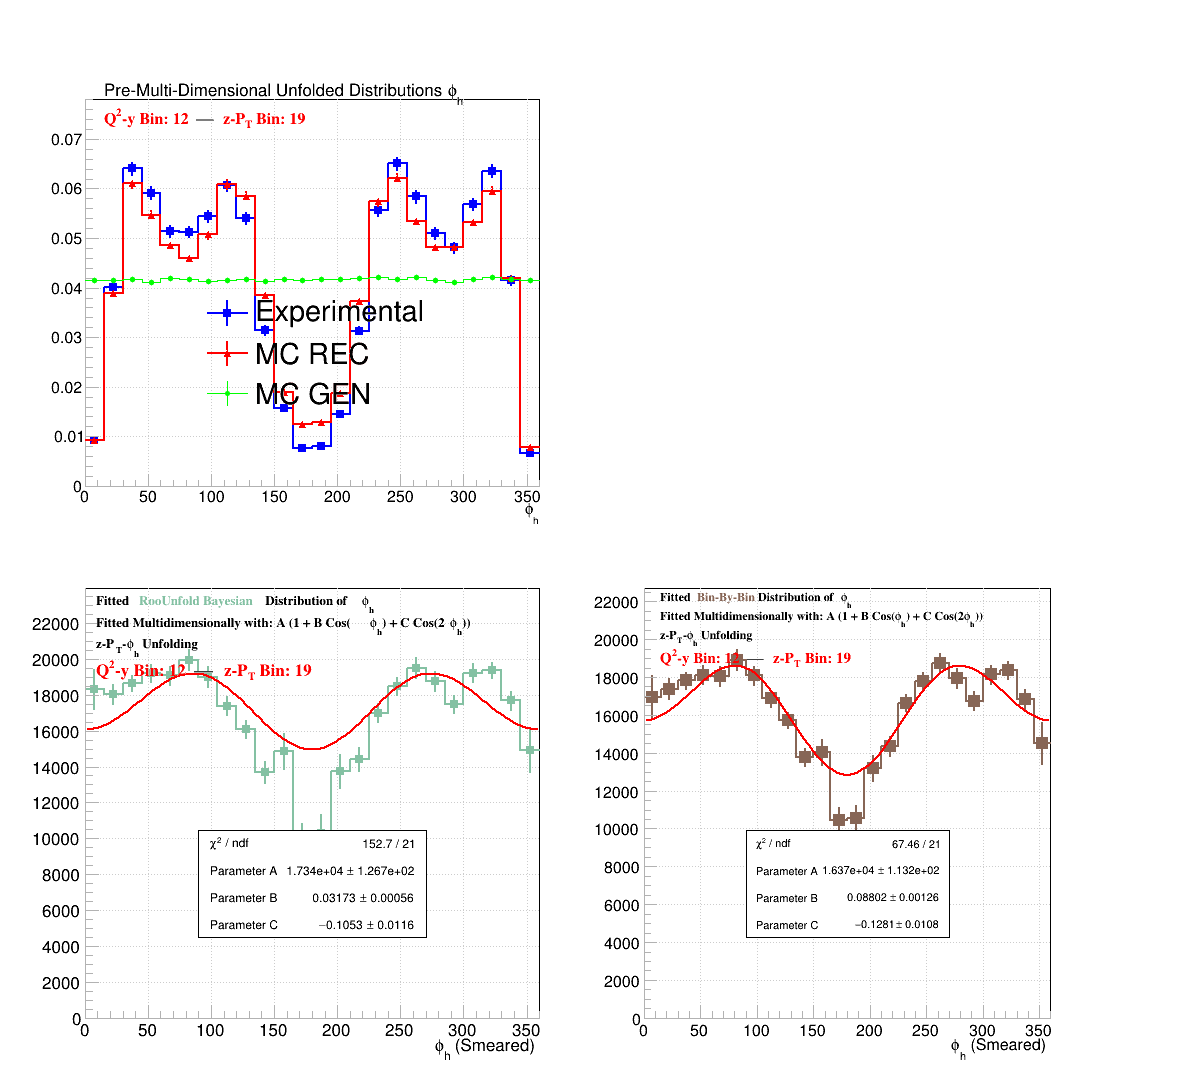 Pre-Multi-Dimensional Unfolded Distributions ϕh
Q²-y Bin: 12 — z-PT Bin: 19
0.07
0.06
0.05
0.04
0.03
0.02
0.01
0
Experimental
MC REC
MC GEN
0 50 100 150 200 250 300 350
ϕh
Fitted RooUnfold Bayesian Distribution of ϕh
Fitted Multidimensionally with: A (1 + B Cos( ϕh) + C Cos(2 ϕh))
z-PT-ϕh Unfolding
Q²-y Bin: 12 — z-PT Bin: 19
22000
20000
18000
16000
14000
12000
10000
8000
6000
4000
2000
0
χ² / ndf 152.7 / 21
Parameter A 1.734e+04 ± 1.267e+02
Parameter B 0.03173 ± 0.00056
Parameter C −0.1053 ± 0.0116
0 50 100 150 200 250 300 350
ϕh (Smeared)
Fitted Bin-By-Bin Distribution of ϕh
Fitted Multidimensionally with: A (1 + B Cos(ϕh) + C Cos(2ϕh))
z-PT-ϕh Unfolding
Q²-y Bin: 12 — z-PT Bin: 19
22000
20000
18000
16000
14000
12000
10000
8000
6000
4000
2000
0
χ² / ndf 67.46 / 21
Parameter A 1.637e+04 ± 1.132e+02
Parameter B 0.08802 ± 0.00126
Parameter C −0.1281 ± 0.0108
0 50 100 150 200 250 300 350
ϕh (Smeared)